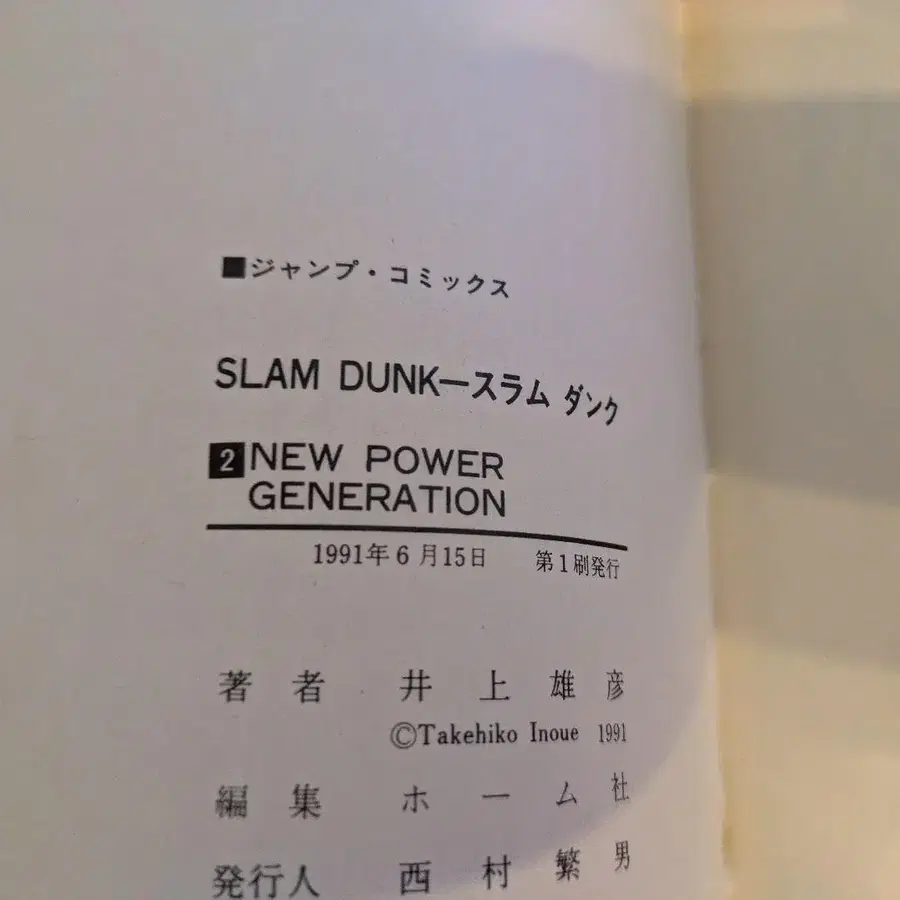 ■ジャンプ・コミックス
SLAM DUNK―スラム ダンク
2 NEW POWER
GENERATION
1991年6月15日 第1刷発行
著者 井上雄彦
©Takehiko Inoue 1991
編集 ホーム社
発行人 西村繁男